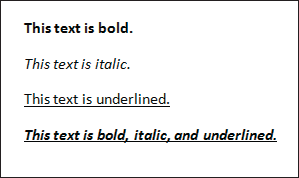 This text is bold.
This text is italic.
This text is underlined.
This text is bold, italic, and underlined.